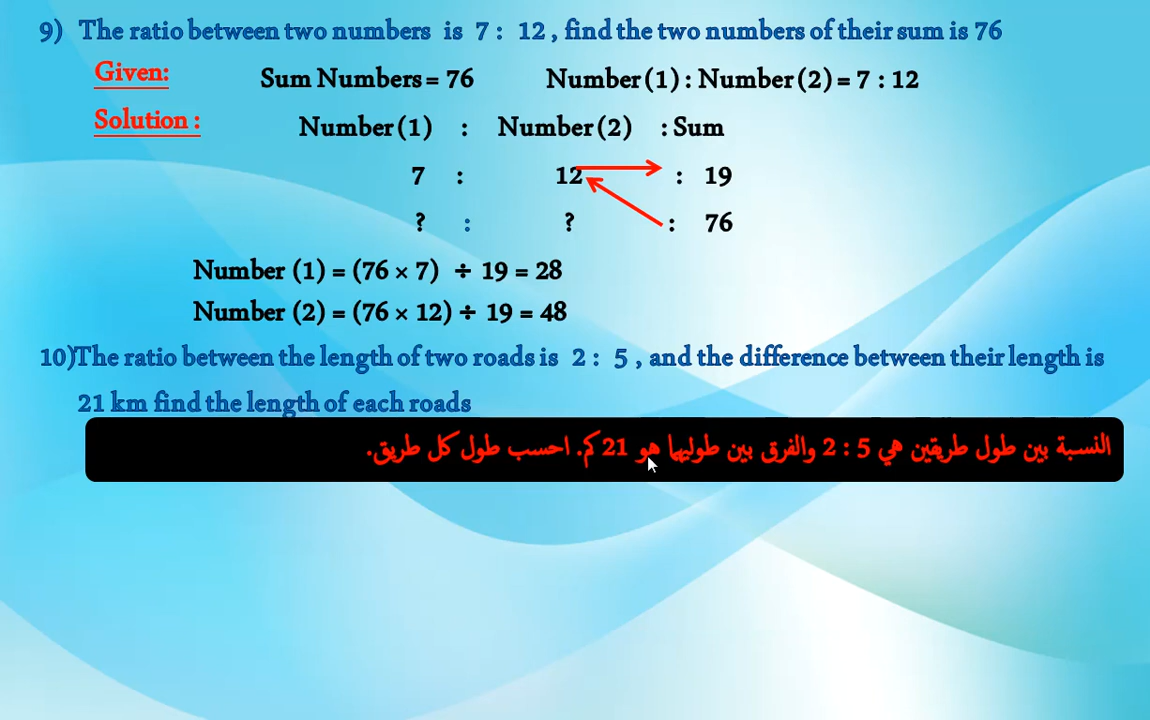 9) The ratio between two numbers is 7 : 12 , find the two numbers of their sum is 76
Given: Sum Numbers = 76 Number (1) : Number (2) = 7 : 12
Solution : Number (1) : Number (2) : Sum
7 : 12 : 19
? : ? : 76
Number (1) = (76 × 7) ÷ 19 = 28
Number (2) = (76 × 12) ÷ 19 = 48
10)The ratio between the length of two roads is 2 : 5 , and the difference between their length is
21 km find the length of each roads
النسبة بين طول طريقين هي 5 : 2 والفرق بين طوليها هو 21 كم. احسب طول كل طريق.